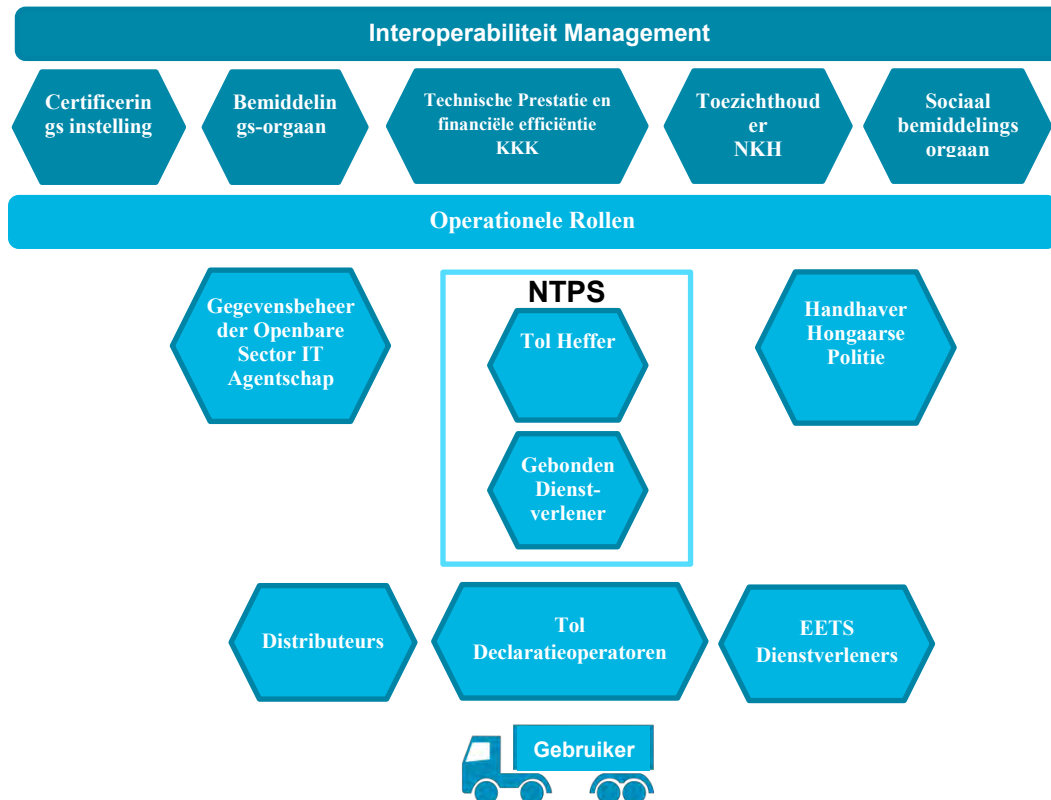 Interoperabiliteit Management
Certificerin
gs instelling
Bemiddelin
gs-orgaan
Technische Prestatie en
financiële efficiëntie
KKK
Toezichthoud
er
NKH
Sociaal
bemiddelings
orgaan
Operationele Rollen
Gegevensbeheer
der Openbare
Sector IT
Agentschap
NTPS
Tol Heffer
Handhaver
Hongaarse
Politie
Gebonden
Dienst-
verlener
Distributeurs
Tol
Declaratieoperatoren
EETS
Dienstverleners
Gebruiker